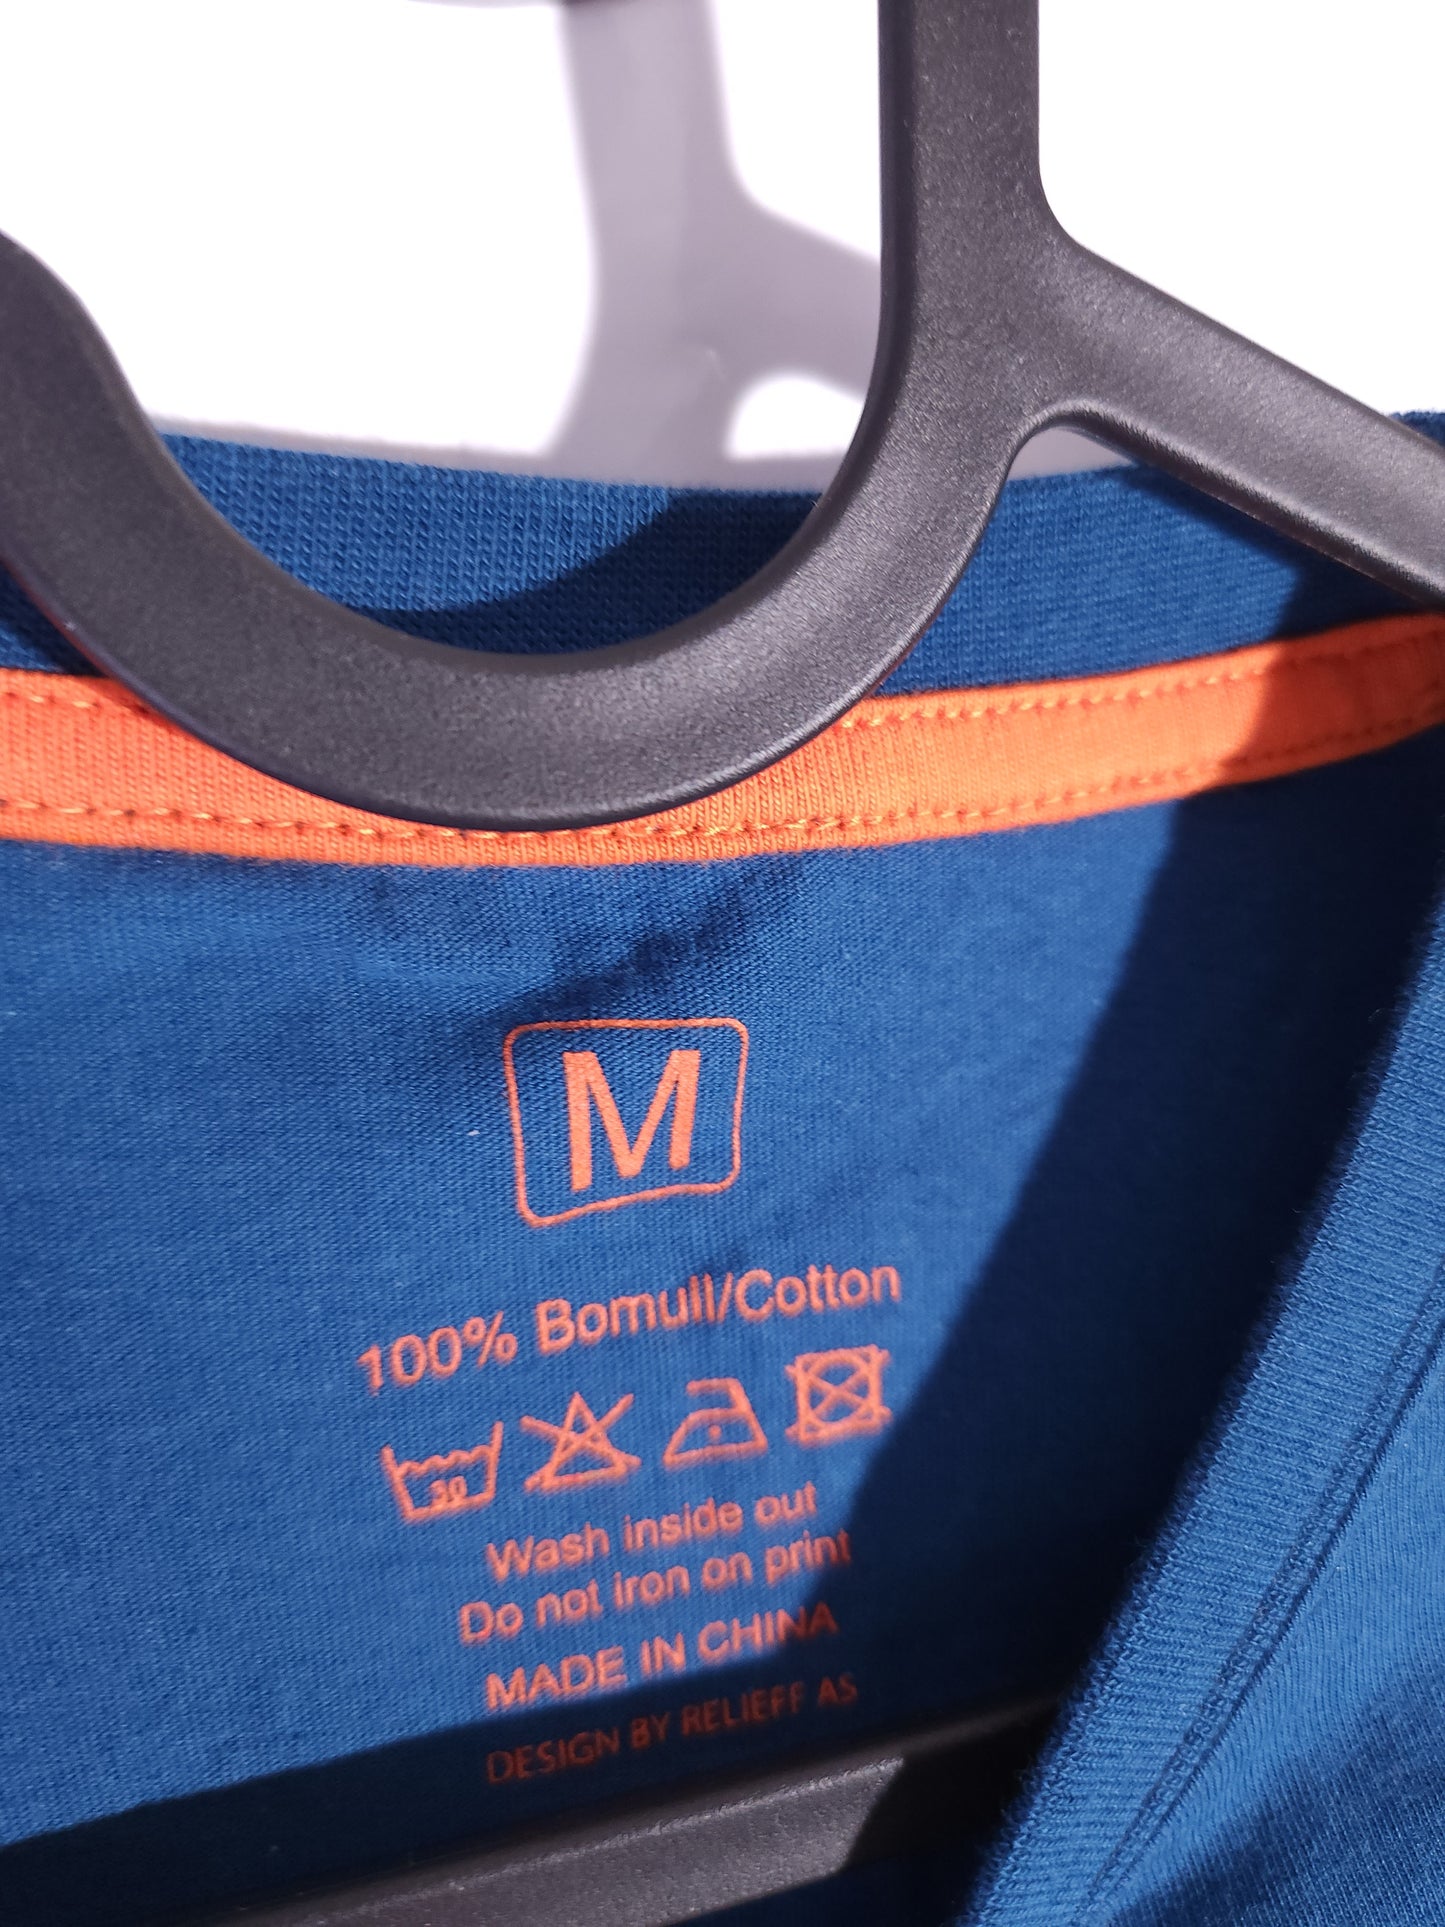 M
100% Bomull/Cotton
30
Wash inside out
Do not iron on print
MADE IN CHINA
DESIGN BY RELIEFF AS